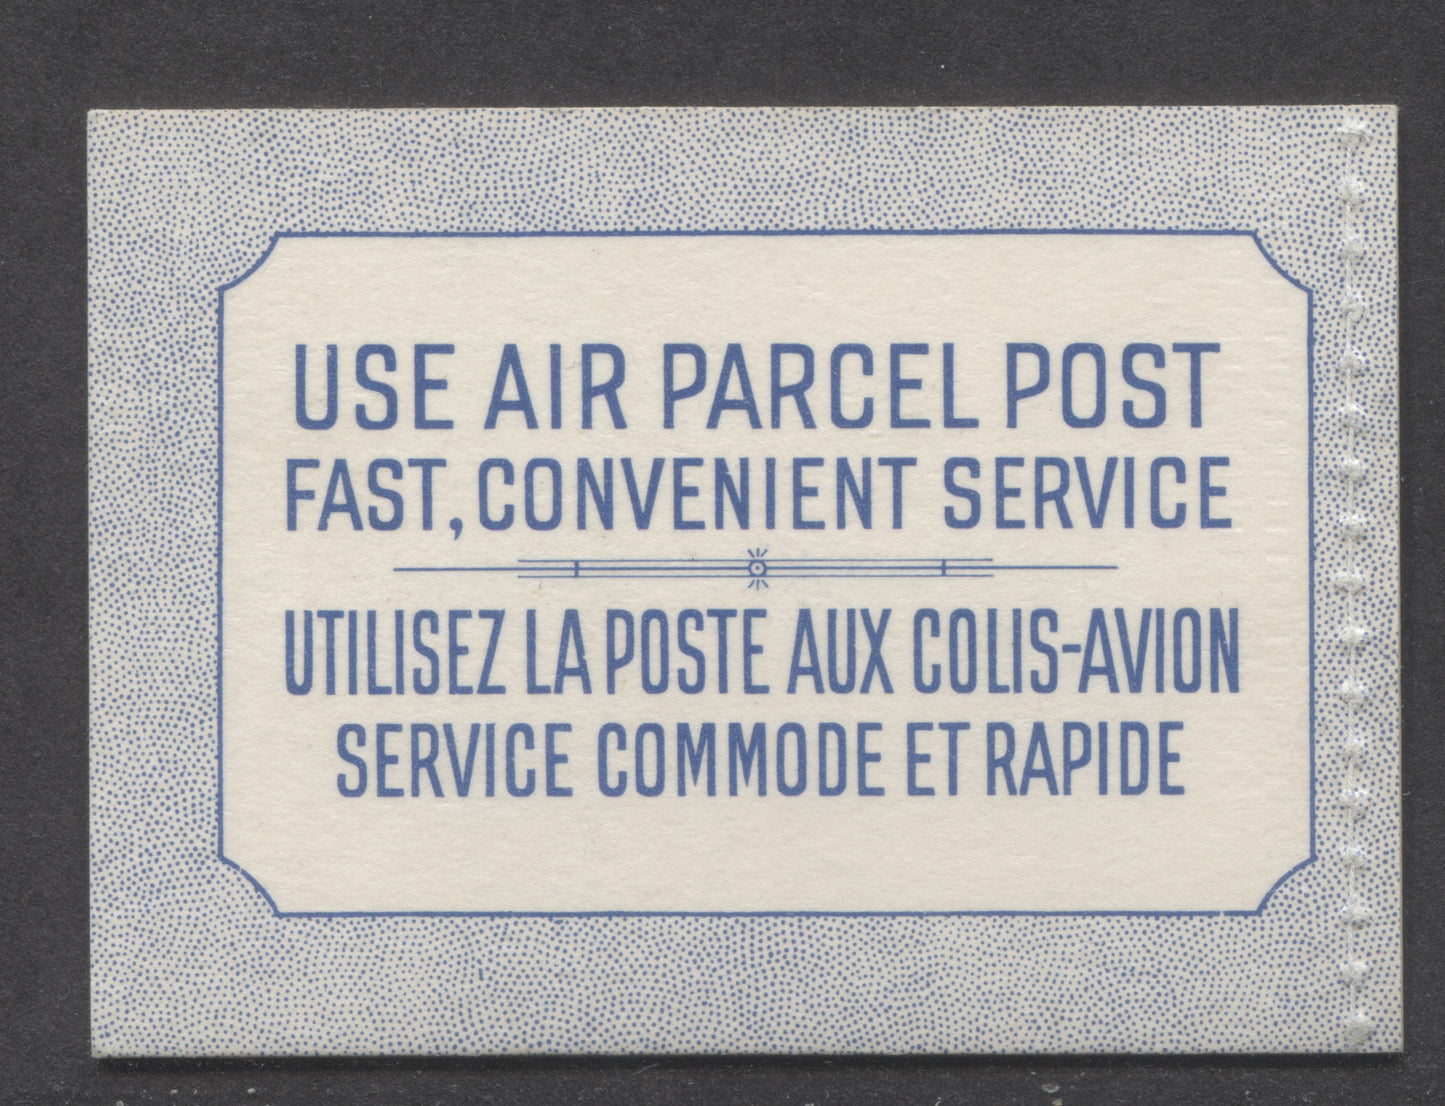 USE AIR PARCEL POST
FAST, CONVENIENT SERVICE
UTILISEZ LA POSTE AUX COLIS-AVION
SERVICE COMMODE ET RAPIDE